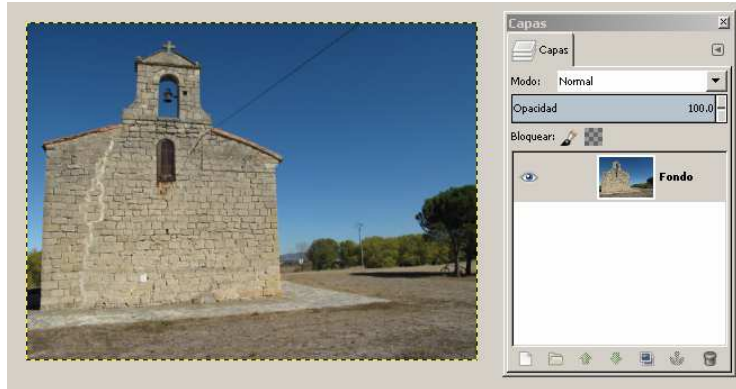 Capas
Capas
Modo: Normal
Opacidad 100.0
Bloquear:
Fondo